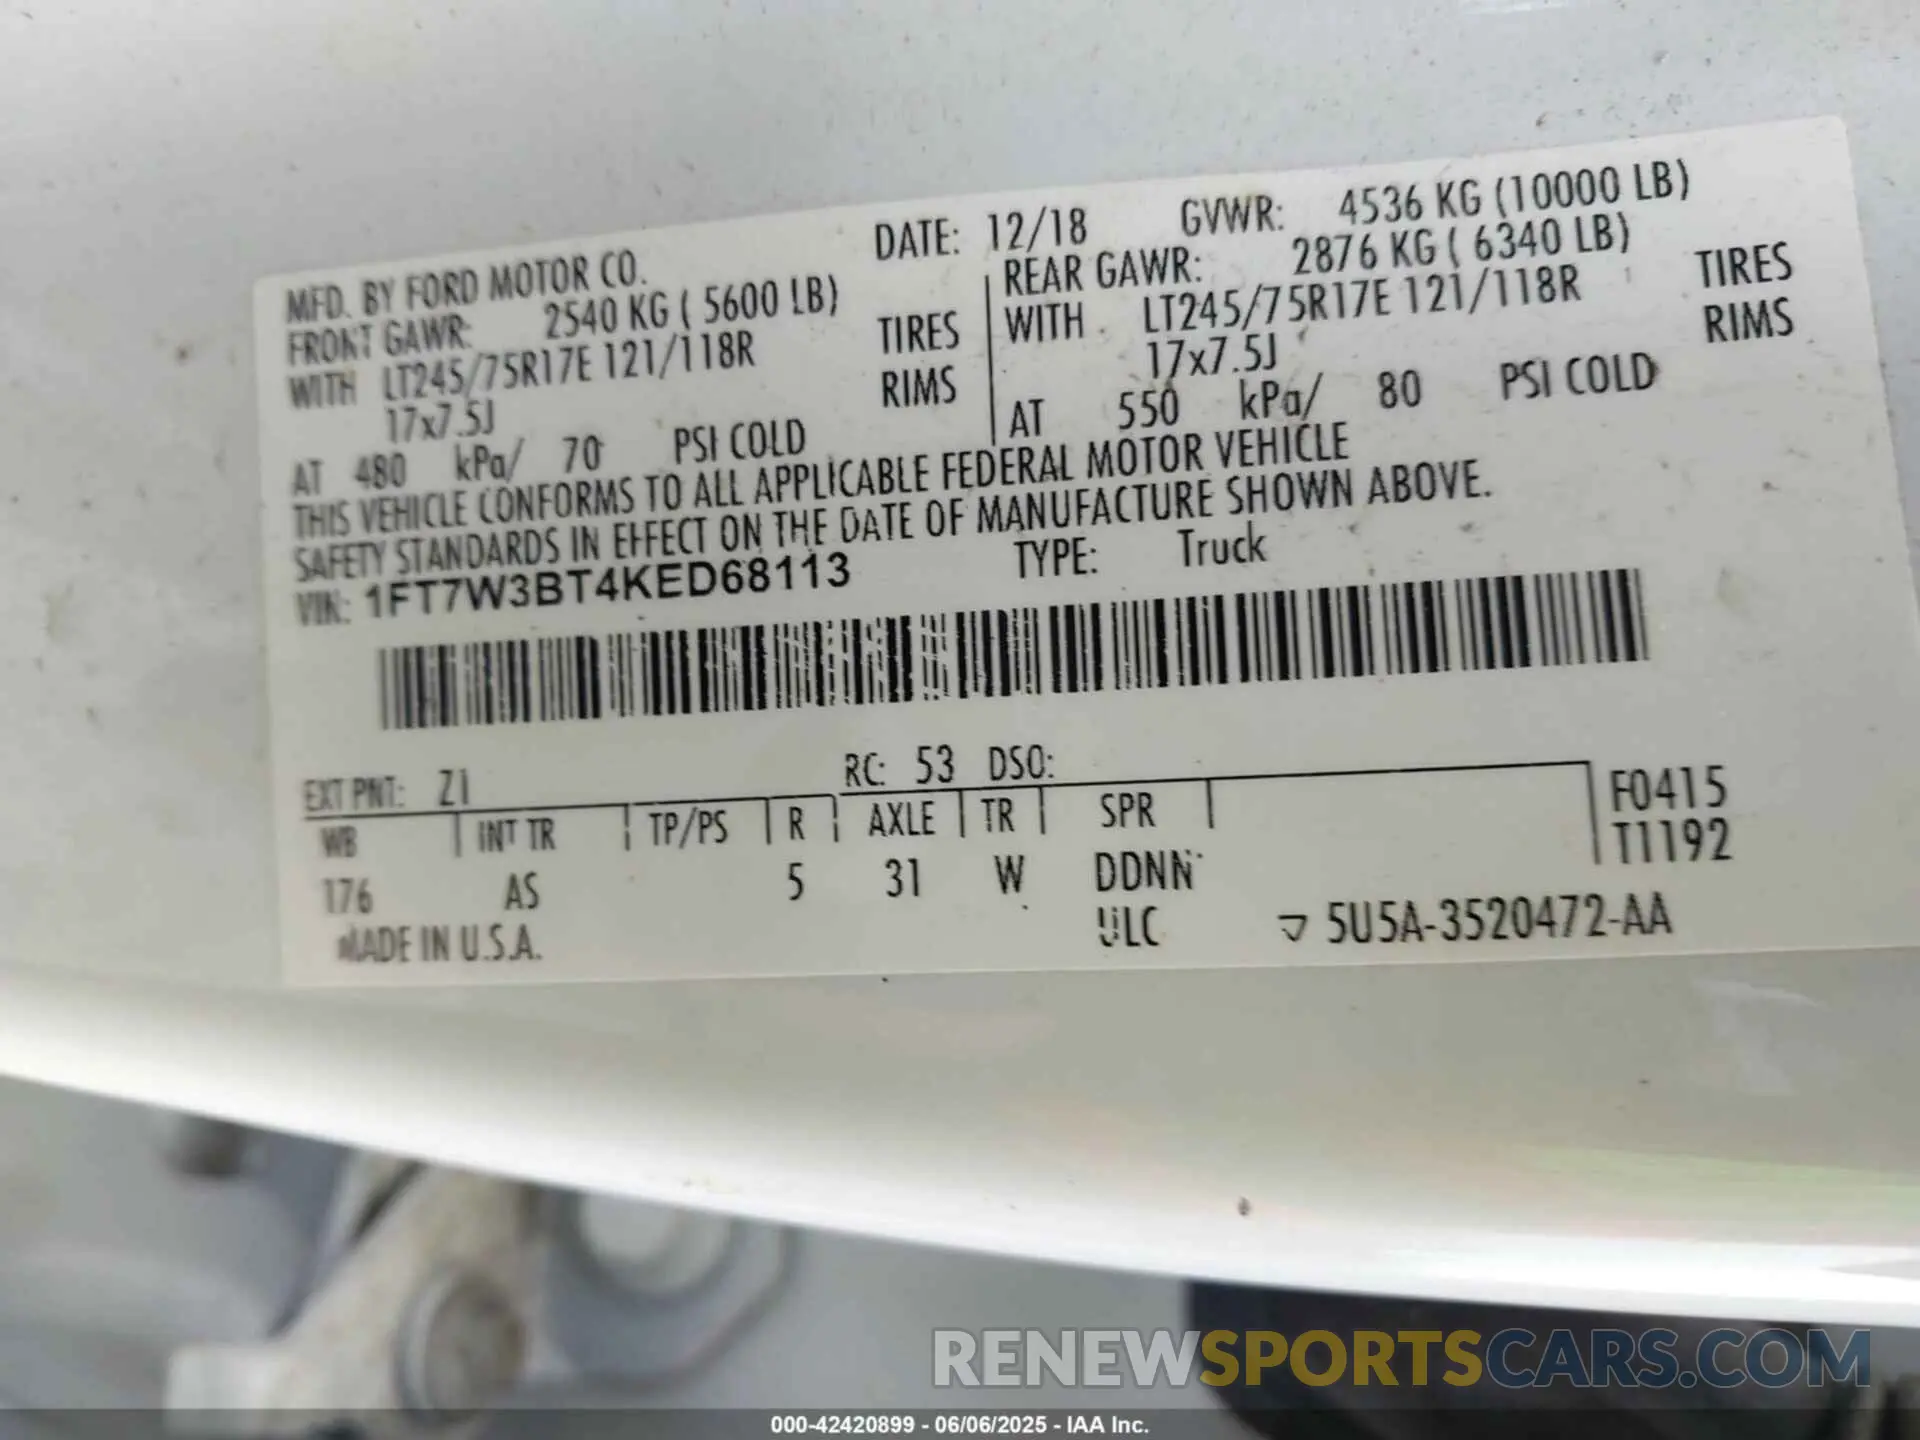 MFD. BY FORD MOTOR CO. DATE: 12/18 GVWR: 4536 KG (10000 LB)
FRONT GAWR: 2540 KG ( 5600 LB) REAR GAWR: 2876 KG ( 6340 LB)
WITH LT245/75R17E 121/118R TIRES WITH LT245/75R17E 121/118R TIRES
17x7.5J RIMS 17x7.5J RIMS
AT 480 kPa/ 70 PSI COLD AT 550 kPa/ 80 PSI COLD
THIS VEHICLE CONFORMS TO ALL APPLICABLE FEDERAL MOTOR VEHICLE
SAFETY STANDARDS IN EFFECT ON THE DATE OF MANUFACTURE SHOWN ABOVE.
VIN: 1FT7W3BT4KED68113 TYPE: Truck
EXT PNT: Z1 RC: 53 DSO:
WB INT TR TP/PS R AXLE TR SPR F0415
T1192
176 AS 5 31 W DDNN
MADE IN U.S.A. ULC 5U5A-3520472-AA
RENEWSPORTSCARS.COM
000-42420899 - 06/06/2025 - IAA Inc.